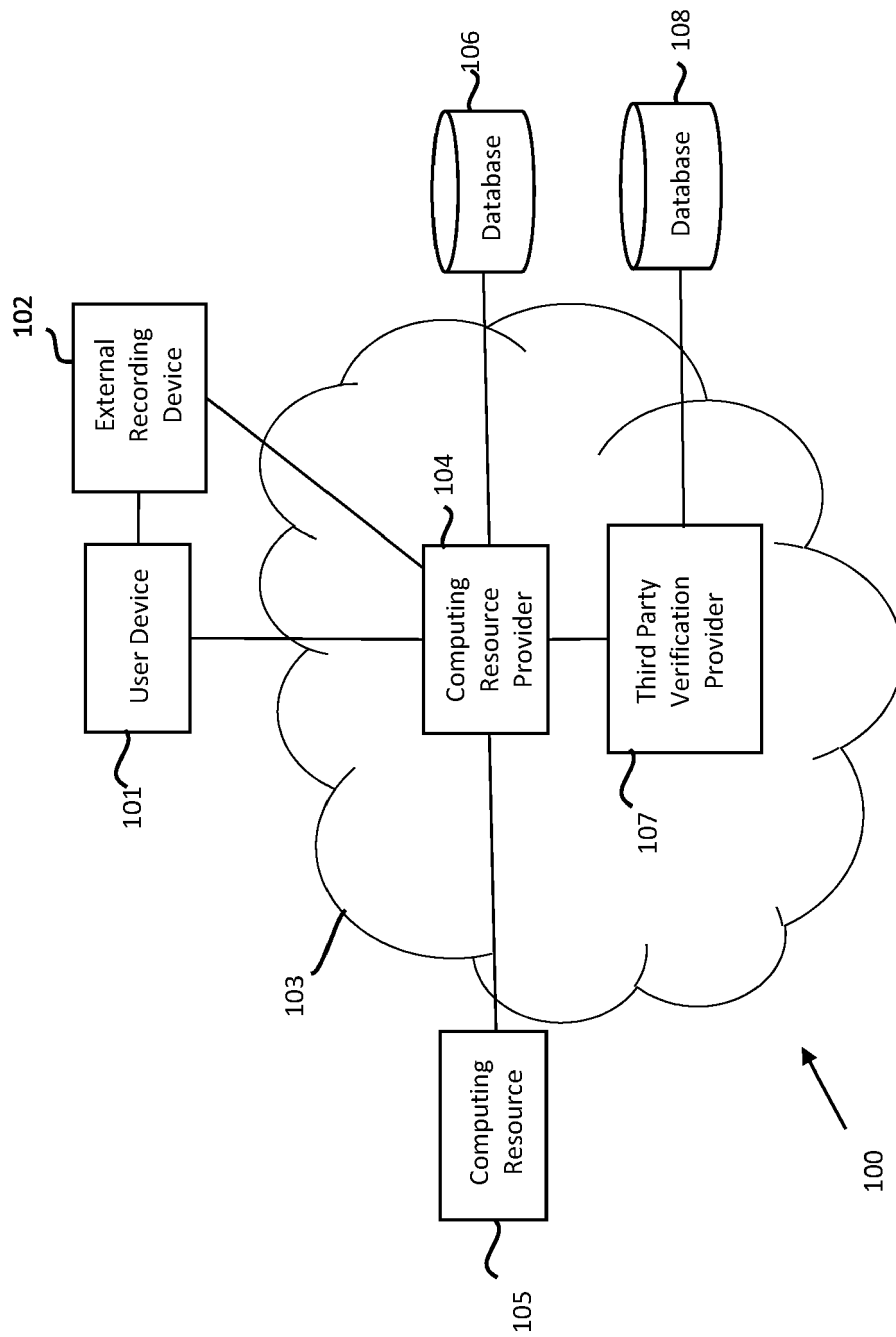 102
External
Recording
Device
User Device
101
106
Database
104
Computing
Resource
Provider
103
108
Database
Third Party
Verification
Provider
107
Computing
Resource
105
100